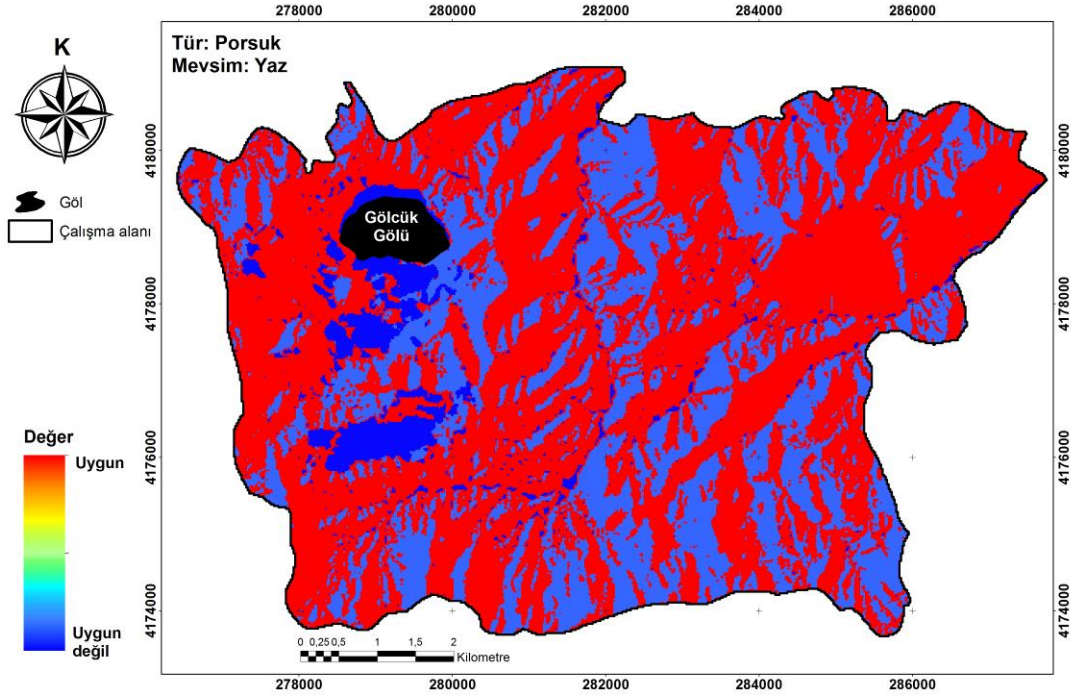 278000 280000 282000 284000 286000
K
Tür: Porsuk
Mevsim: Yaz
4180000
4180000
Göl
Çalışma alanı
Gölcük
Gölü
4178000
4178000
Değer
Uygun
4176000
4176000
Uygun
değil
4174000
4174000
0 0,25 0,5 1 1,5 2
Kilometre
278000 280000 282000 284000 286000